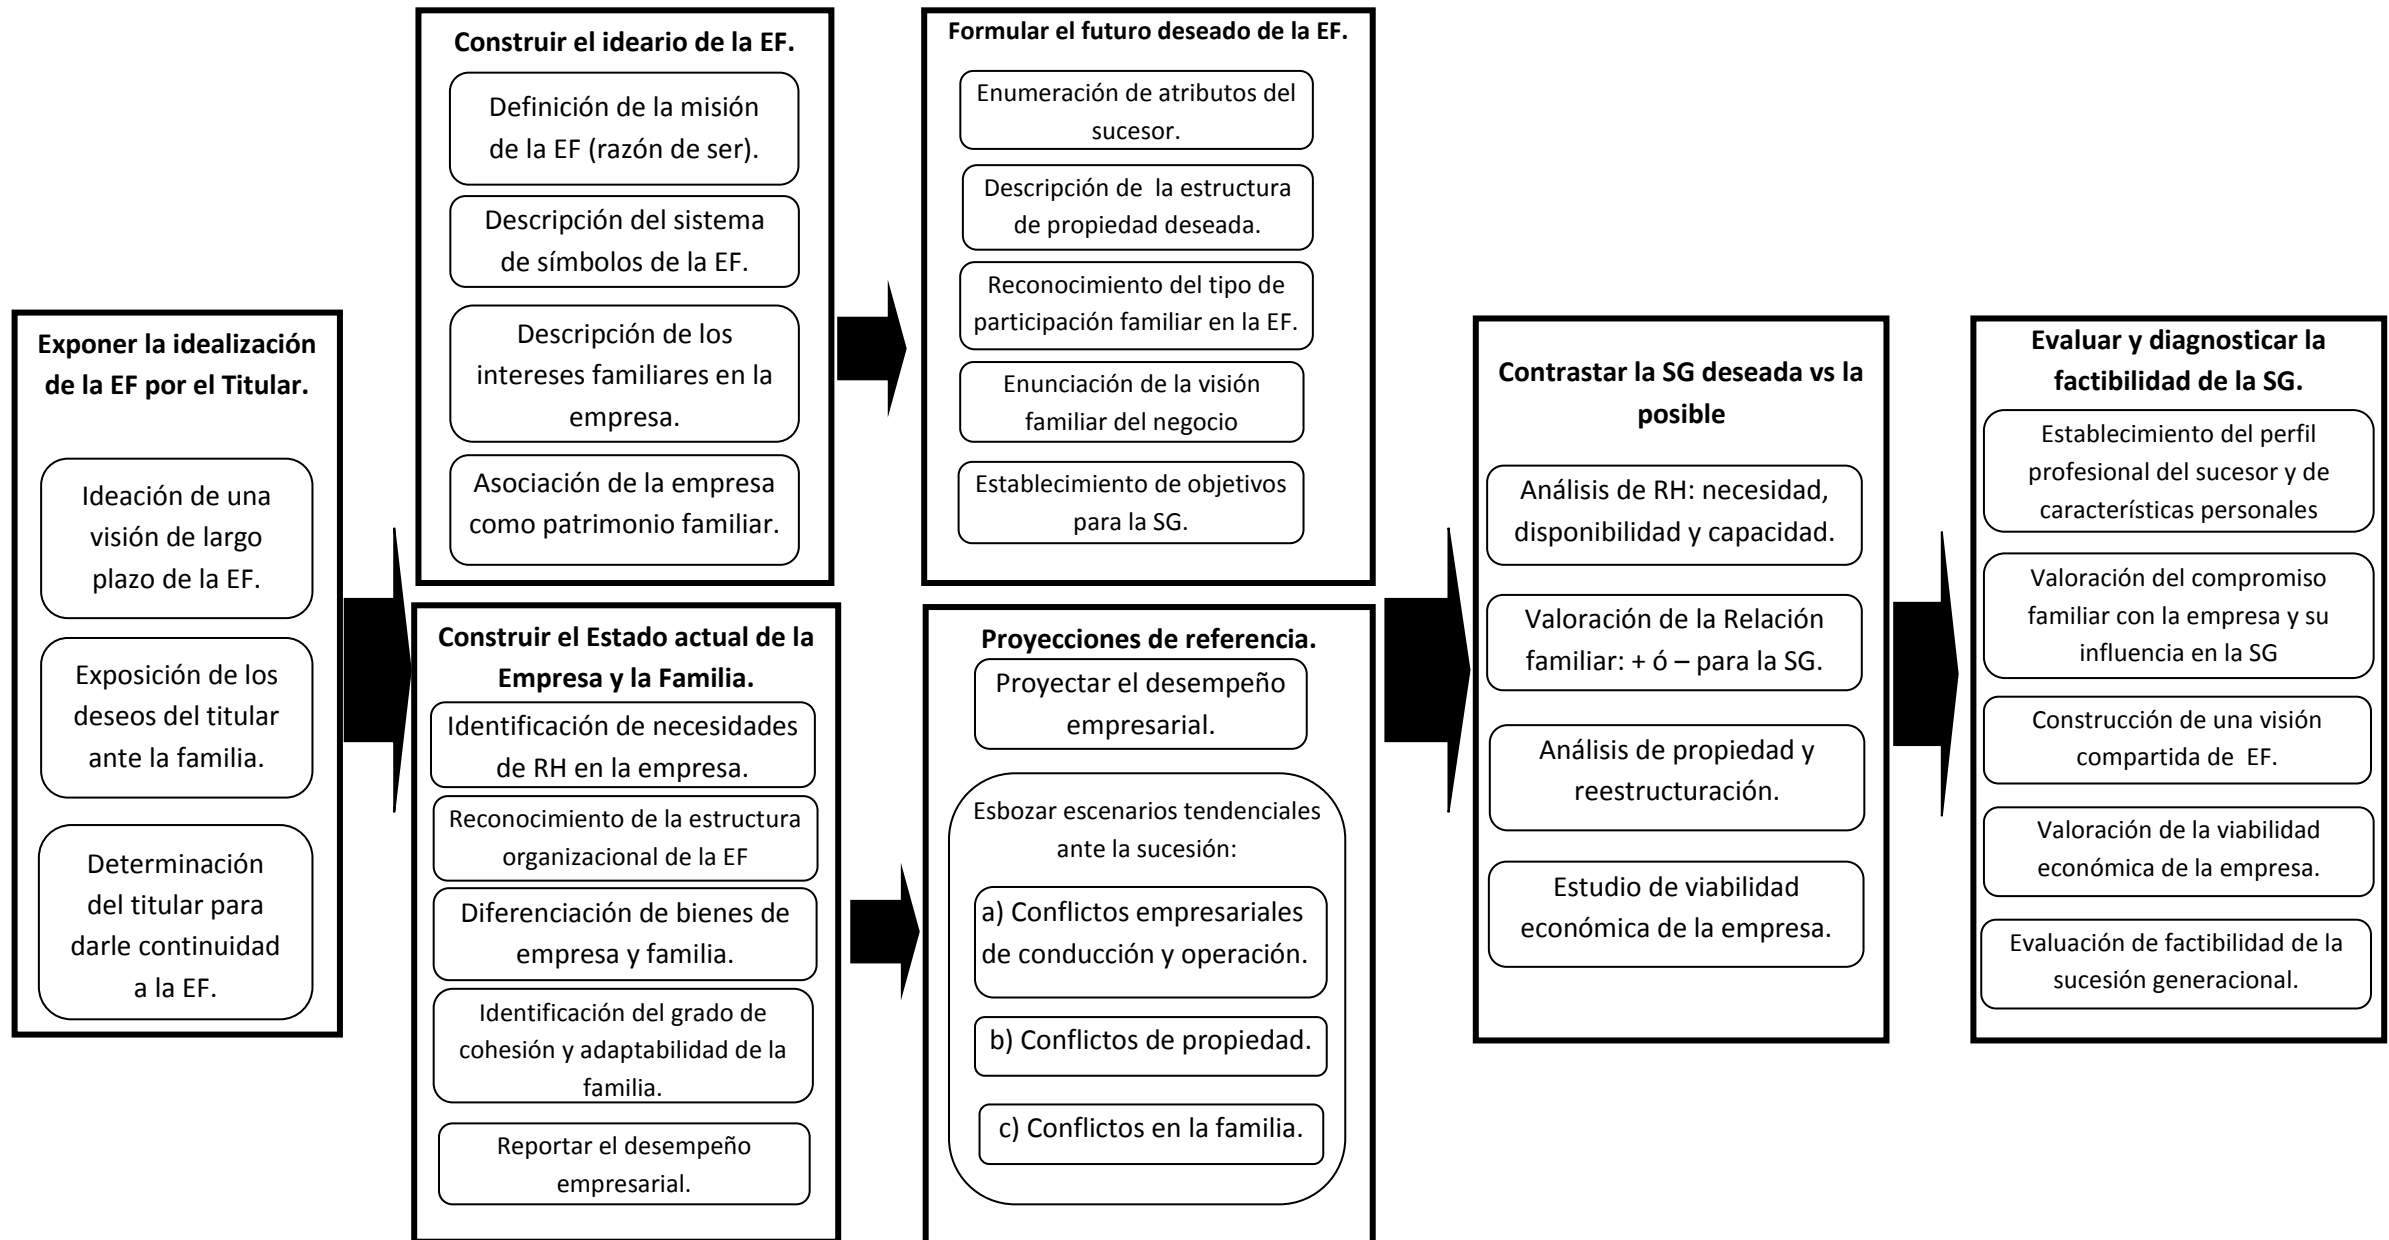 Exponer la idealización
de la EF por el Titular.
Ideación de una
visión de largo
plazo de la EF.
Exposición de los
deseos del titular
ante la familia.
Determinación
del titular para
darle continuidad
a la EF.
Construir el ideario de la EF.
Definición de la misión
de la EF (razón de ser).
Descripción del sistema
de símbolos de la EF.
Descripción de los
intereses familiares en la
empresa.
Asociación de la empresa
como patrimonio familiar.
Construir el Estado actual de la
Empresa y la Familia.
Identificación de necesidades
de RH en la empresa.
Reconocimiento de la estructura
organizacional de la EF
Diferenciación de bienes de
empresa y familia.
Identificación del grado de
cohesión y adaptabilidad de la
familia.
Reportar el desempeño
empresarial.
Formular el futuro deseado de la EF.
Enumeración de atributos del
sucesor.
Descripción de  la estructura
de propiedad deseada.
Reconocimiento del tipo de
participación familiar en la EF.
Enunciación de la visión
familiar del negocio
Establecimiento de objetivos
para la SG.
Proyecciones de referencia.
Proyectar el desempeño
empresarial.
Esbozar escenarios tendenciales
ante la sucesión:
a) Conflictos empresariales
de conducción y operación.
b) Conflictos de propiedad.
c) Conflictos en la familia.
Contrastar la SG deseada vs la
posible
Análisis de RH: necesidad,
disponibilidad y capacidad.
Valoración de la Relación
familiar: + ó – para la SG.
Análisis de propiedad y
reestructuración.
Estudio de viabilidad
económica de la empresa.
Evaluar y diagnosticar la
factibilidad de la SG.
Establecimiento del perfil
profesional del sucesor y de
características personales
Valoración del compromiso
familiar con la empresa y su
influencia en la SG
Construcción de una visión
compartida de  EF.
Valoración de la viabilidad
económica de la empresa.
Evaluación de factibilidad de la
sucesión generacional.